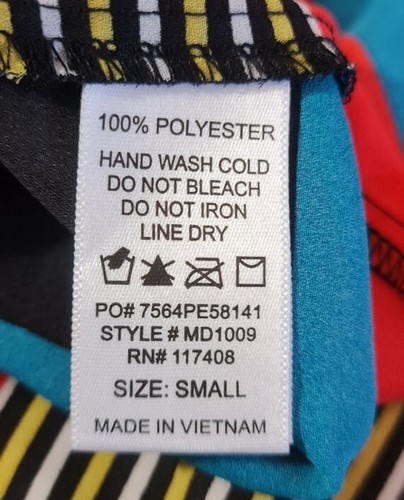 100% POLYESTER
HAND WASH COLD
DO NOT BLEACH
DO NOT IRON
LINE DRY
PO# 7564PE58141
STYLE # MD1009
RN# 117408
SIZE: SMALL
MADE IN VIETNAM